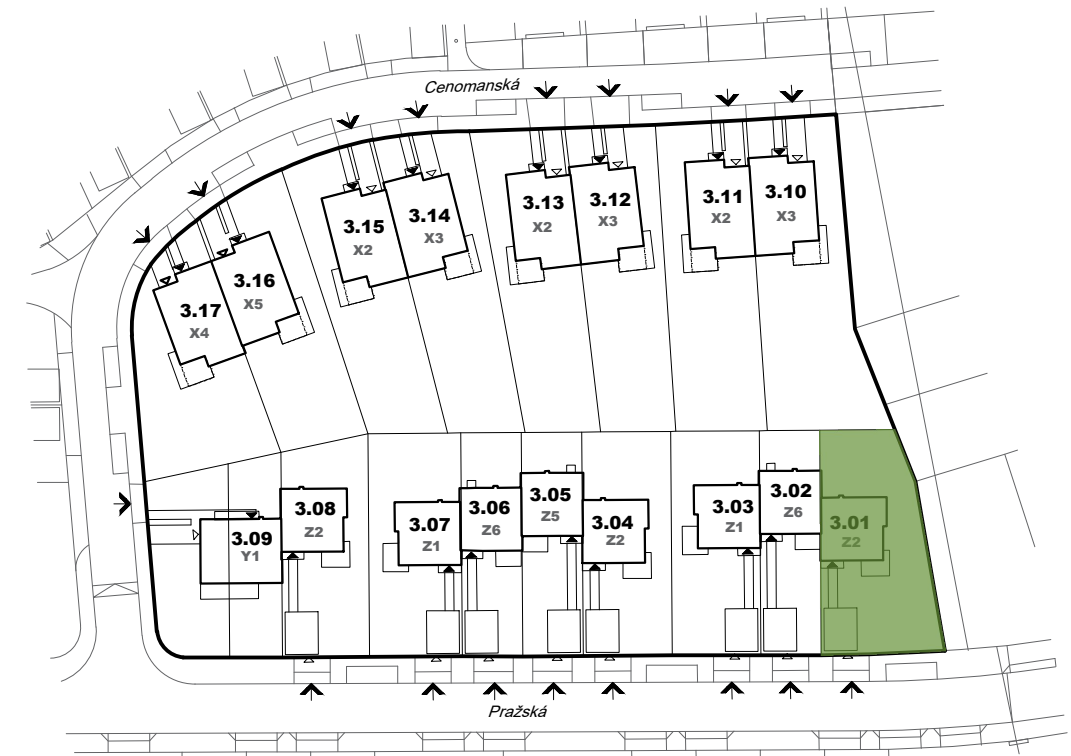 Cenomanská
3.17
X4
3.16
X5
3.15
X2
3.14
X3
3.13
X2
3.12
X3
3.11
X2
3.10
X3
3.09
Y1
3.08
Z2
3.07
Z1
3.06
Z6
3.05
Z5
3.04
Z2
3.03
Z1
3.02
Z6
3.01
Z2
Pražská